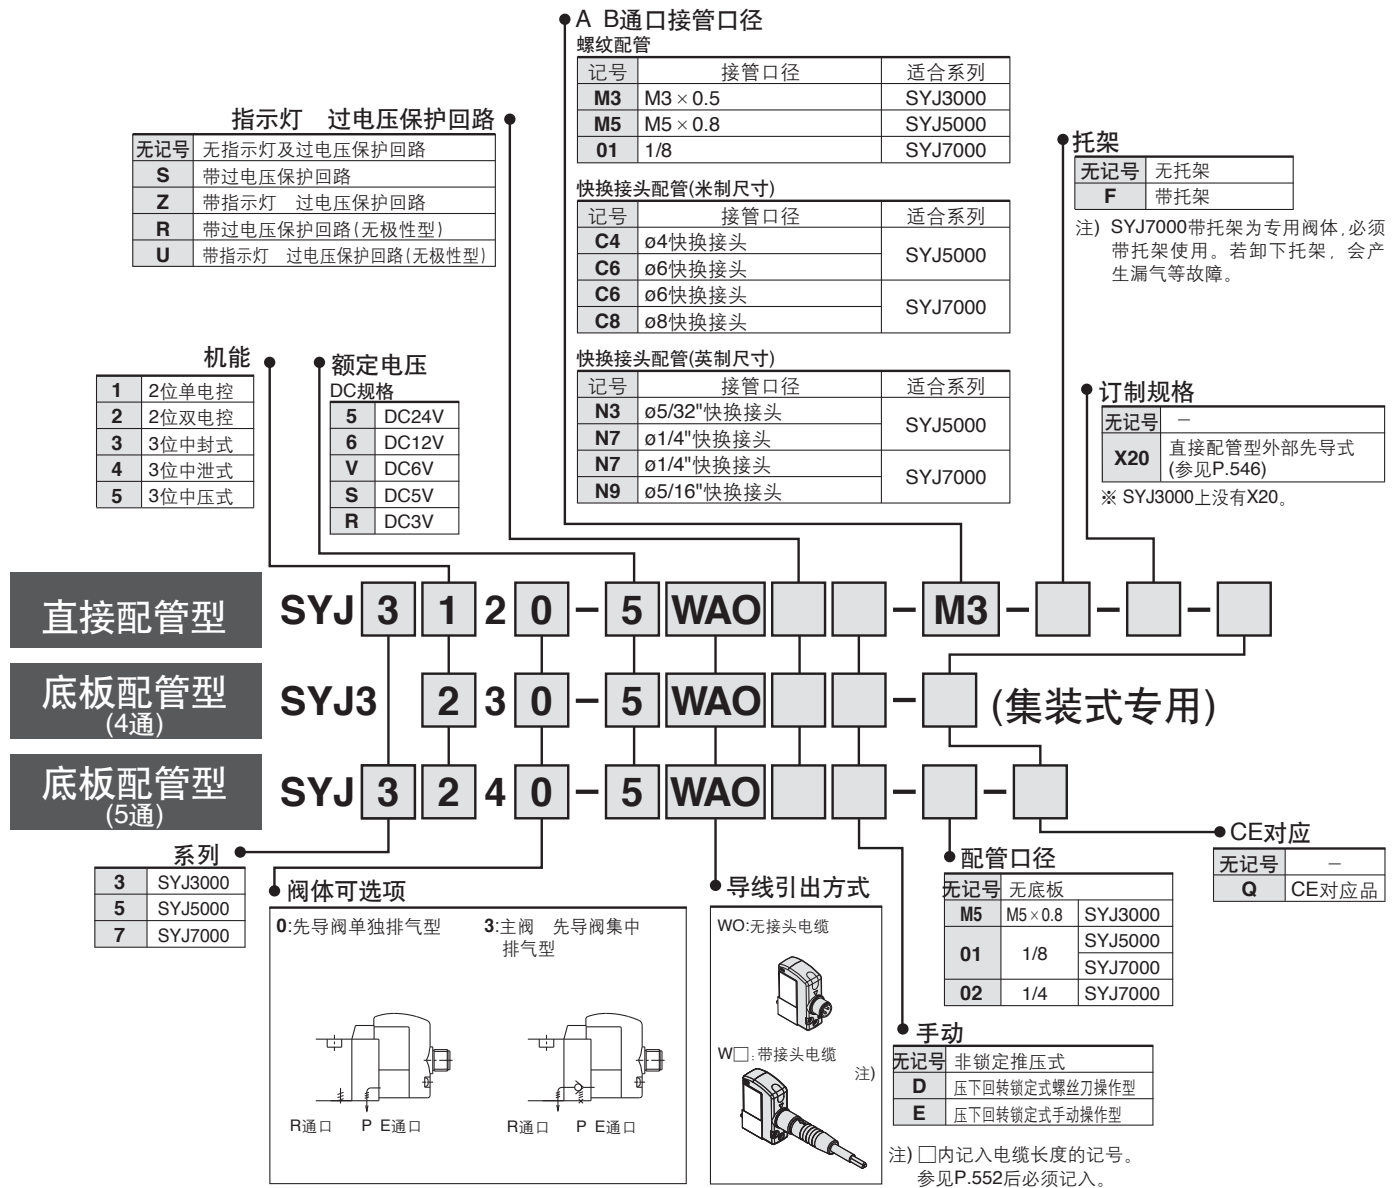 A B通口接管口径
螺纹配管
记号 接管口径 适合系列
M3 M3×0.5 SYJ3000
M5 M5×0.8 SYJ5000
01 1/8 SYJ7000
快换接头配管(米制尺寸)
记号 接管口径 适合系列
C4 ø4快换接头 SYJ5000
C6 ø6快换接头
C6 ø6快换接头 SYJ7000
C8 ø8快换接头
快换接头配管(英制尺寸)
记号 接管口径 适合系列
N3 ø5/32"快换接头 SYJ5000
N7 ø1/4"快换接头
N7 ø1/4"快换接头 SYJ7000
N9 ø5/16"快换接头
指示灯 过电压保护回路
无记号 无指示灯及过电压保护回路
S 带过电压保护回路
Z 带指示灯 过电压保护回路
R 带过电压保护回路(无极性型)
U 带指示灯 过电压保护回路(无极性型)
托架
无记号 无托架
F 带托架
注) SYJ7000带托架为专用阀体,必须
带托架使用。若卸下托架,会产
生漏气等故障。
机能
1 2位单电控
2 2位双电控
3 3位中封式
4 3位中泄式
5 3位中压式
额定电压
DC规格
5 DC24V
6 DC12V
V DC6V
S DC5V
R DC3V
订制规格
无记号 －
X20 直接配管型外部先导式
(参见P.546)
※ SYJ3000上没有X20。
直接配管型 SYJ 3 1 2 0 － 5 WAO □ □ － M3 － □ － □ － □
底板配管型
(4通)
SYJ3 2 3 0 － 5 WAO □ □ － □ (集装式专用)
底板配管型
(5通)
SYJ 3 2 4 0 － 5 WAO □ □ － □ － □
系列
3 SYJ3000
5 SYJ5000
7 SYJ7000
阀体可选项
0:先导阀单独排气型 3:主阀 先导阀集中
排气型
R通口 P E通口 R通口 P E通口
导线引出方式
WO:无接头电缆
W□:带接头电缆
注)
配管口径
无记号 无底板
M5 M5×0.8 SYJ3000
01 1/8 SYJ5000
SYJ7000
02 1/4 SYJ7000
CE对应
无记号 －
Q CE对应品
手动
无记号 非锁定推压式
D 压下回转锁定式螺丝刀操作型
E 压下回转锁定式手动操作型
注) □内记入电缆长度的记号。
参见P.552后必须记入。